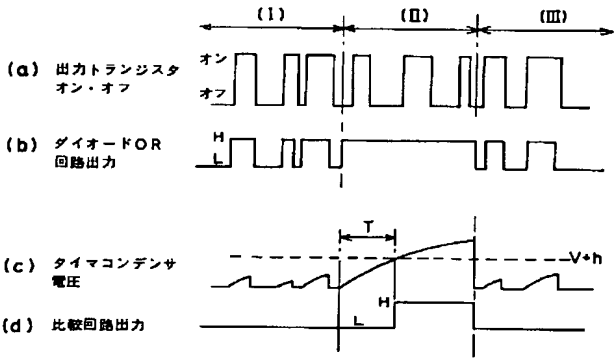 (I) (II) (III)
(a) 出力トランジスタ
オン・オフ
オン
オフ
(b) ダイオードOR
回路出力
H
L
T
(c) タイマコンデンサ
電圧
Vth
(d) 比較回路出力
H
L